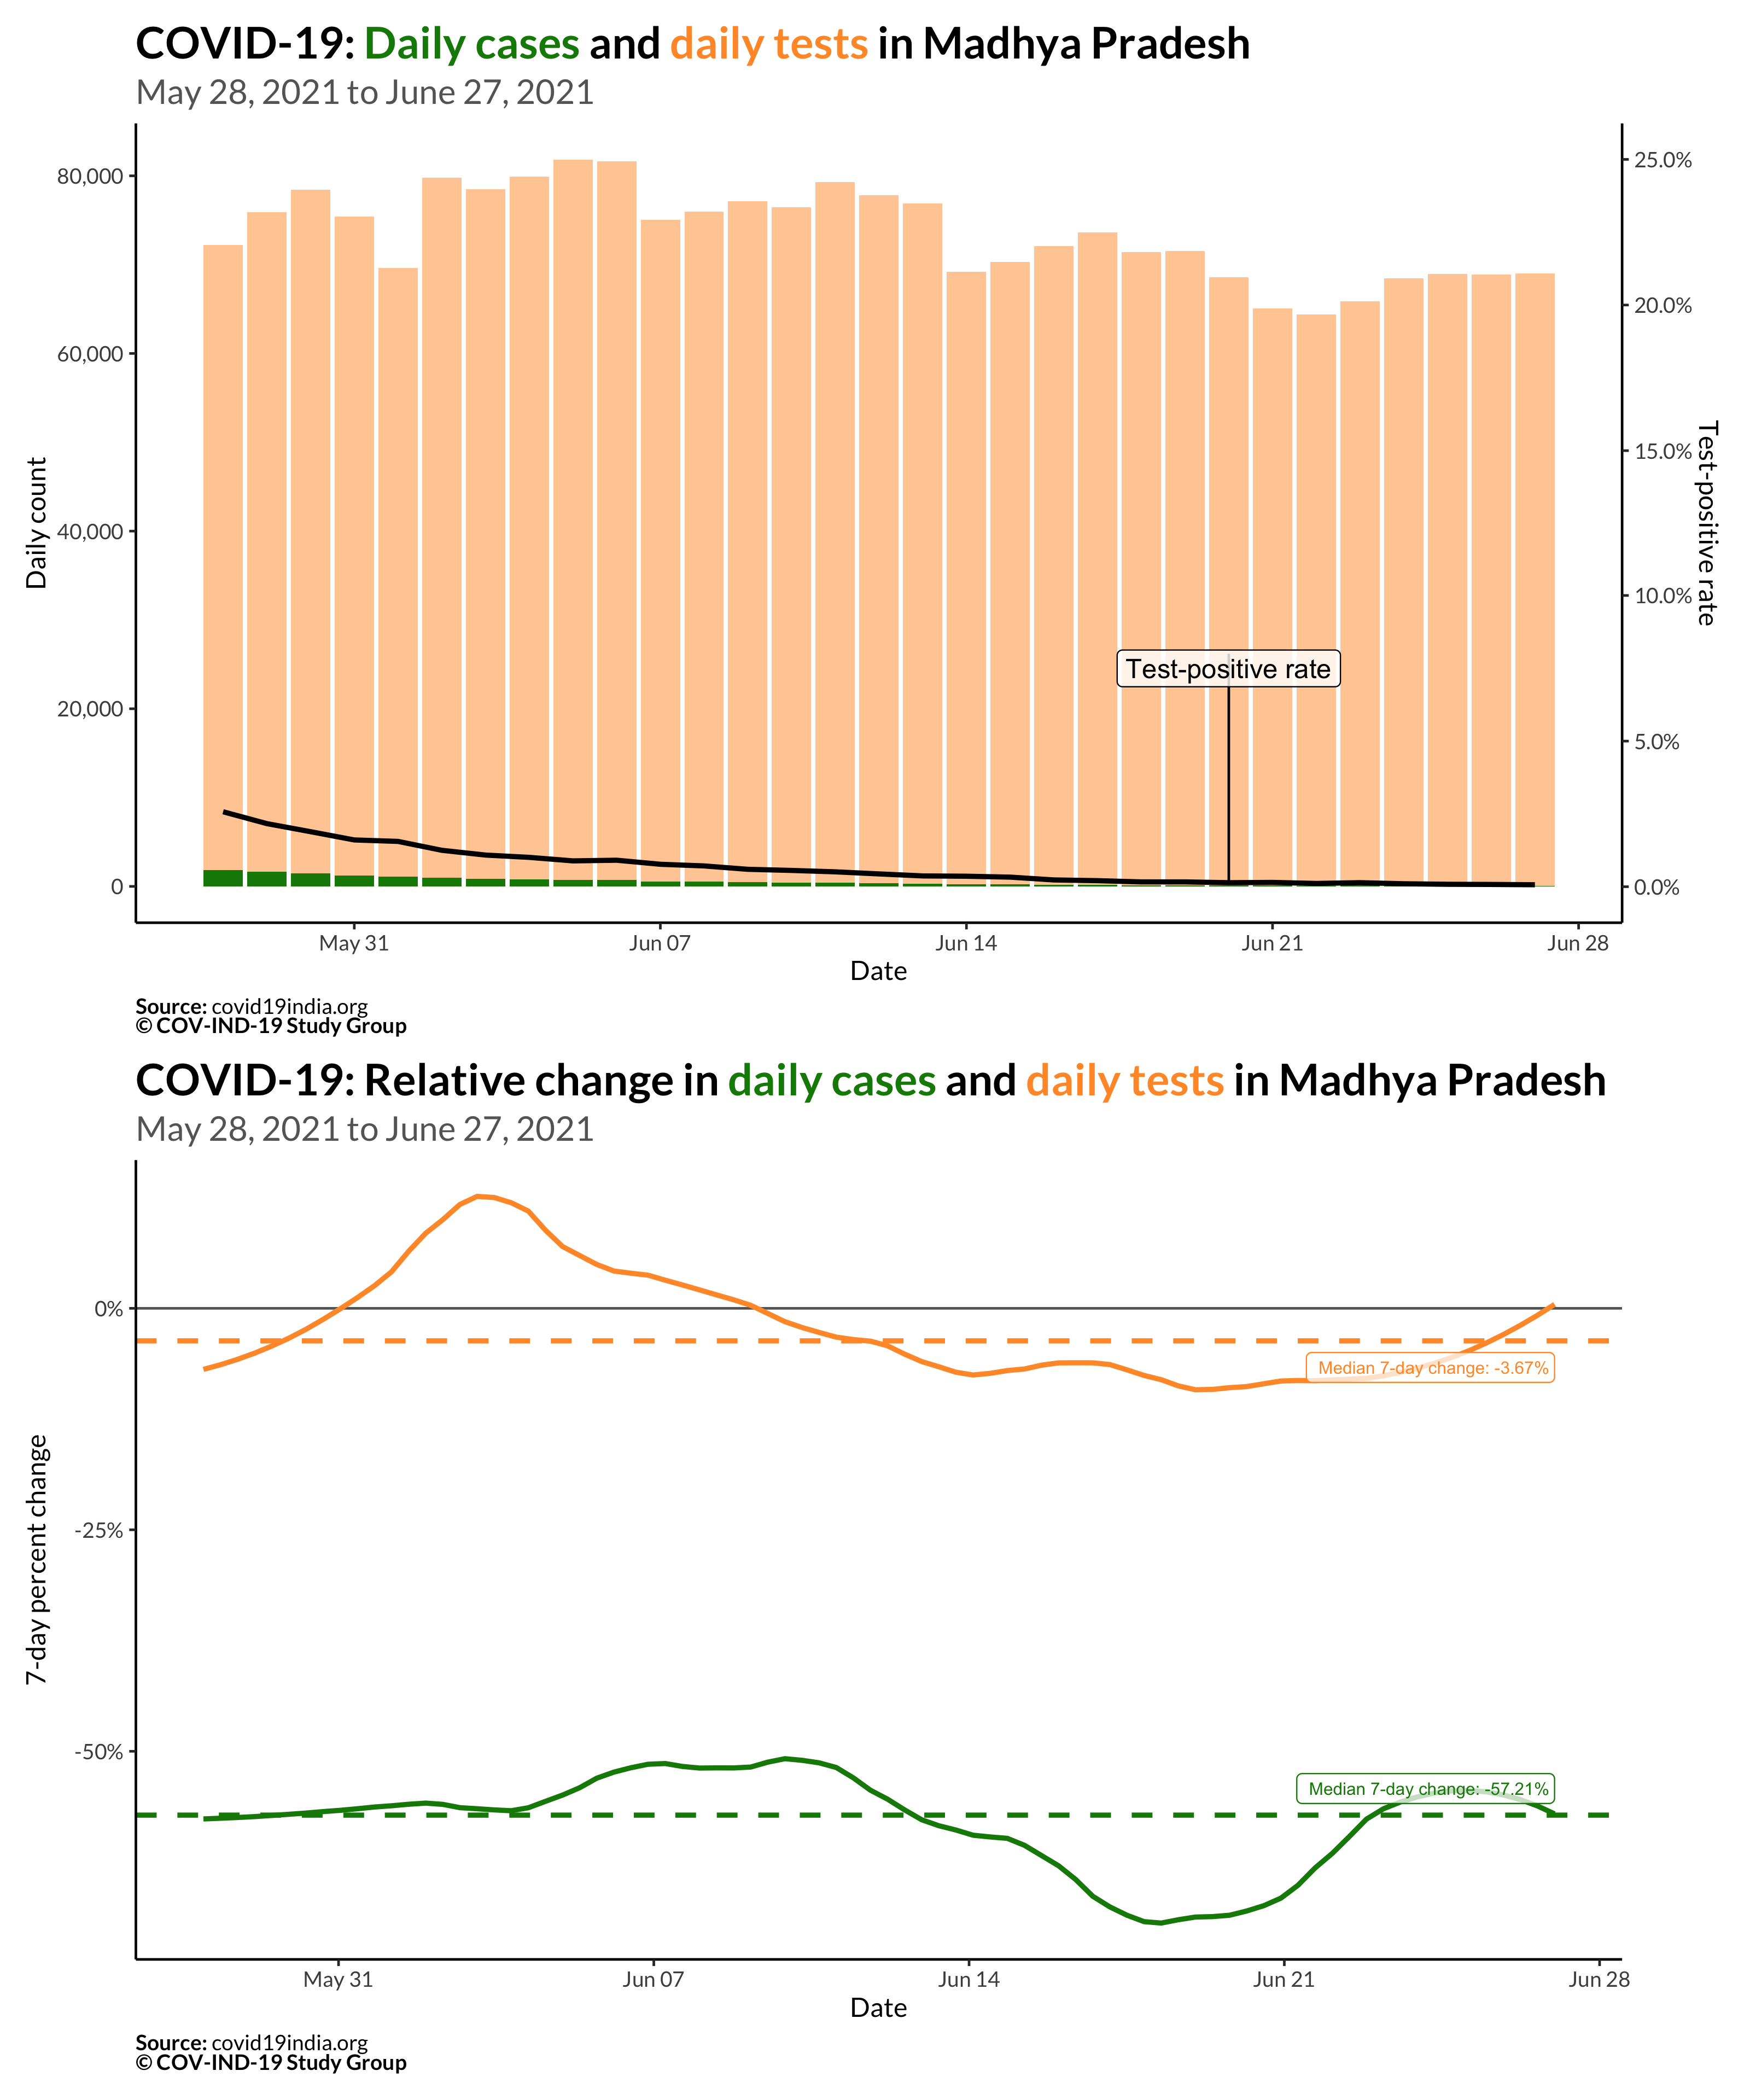 COVID-19: Daily cases and daily tests in Madhya Pradesh
May 28, 2021 to June 27, 2021
Daily count
80,000
60,000
40,000
20,000
0
25.0%
20.0%
15.0%
10.0%
5.0%
0.0%
Test-positive rate
Test-positive rate
May 31
Jun 07
Jun 14
Jun 21
Jun 28
Date
Source: covid19india.org
© COV-IND-19 Study Group
COVID-19: Relative change in daily cases and daily tests in Madhya Pradesh
May 28, 2021 to June 27, 2021
7-day percent change
0%
-25%
-50%
Median 7-day change: -3.67%
Median 7-day change: -57.21%
May 31
Jun 07
Jun 14
Jun 21
Jun 28
Date
Source: covid19india.org
© COV-IND-19 Study Group